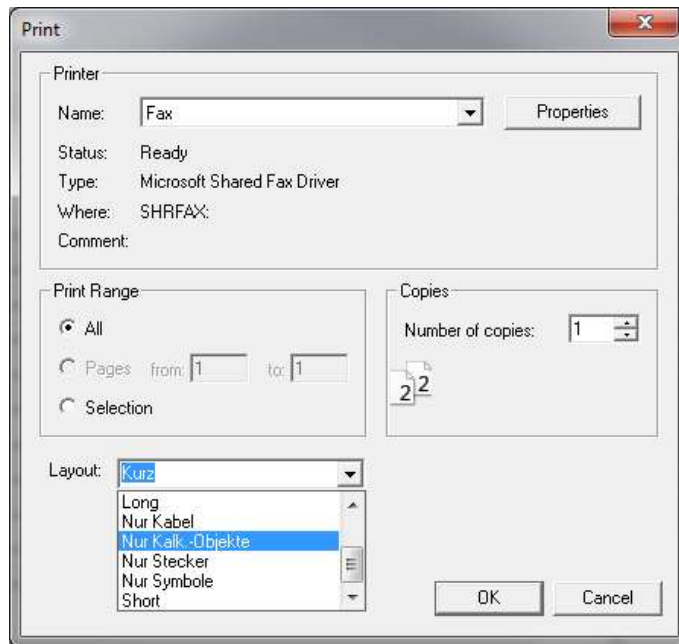 Print
Printer
Name: Fax Properties
Status: Ready
Type: Microsoft Shared Fax Driver
Where: SHRFAX:
Comment:
Print Range
All
Pages from: 1 to: 1
Selection
Copies
Number of copies: 1
2 2
Layout: Kurz
Long
Nur Kabel
Nur Kalk.-Objekte
Nur Stecker
Nur Symbole
Short
OK Cancel